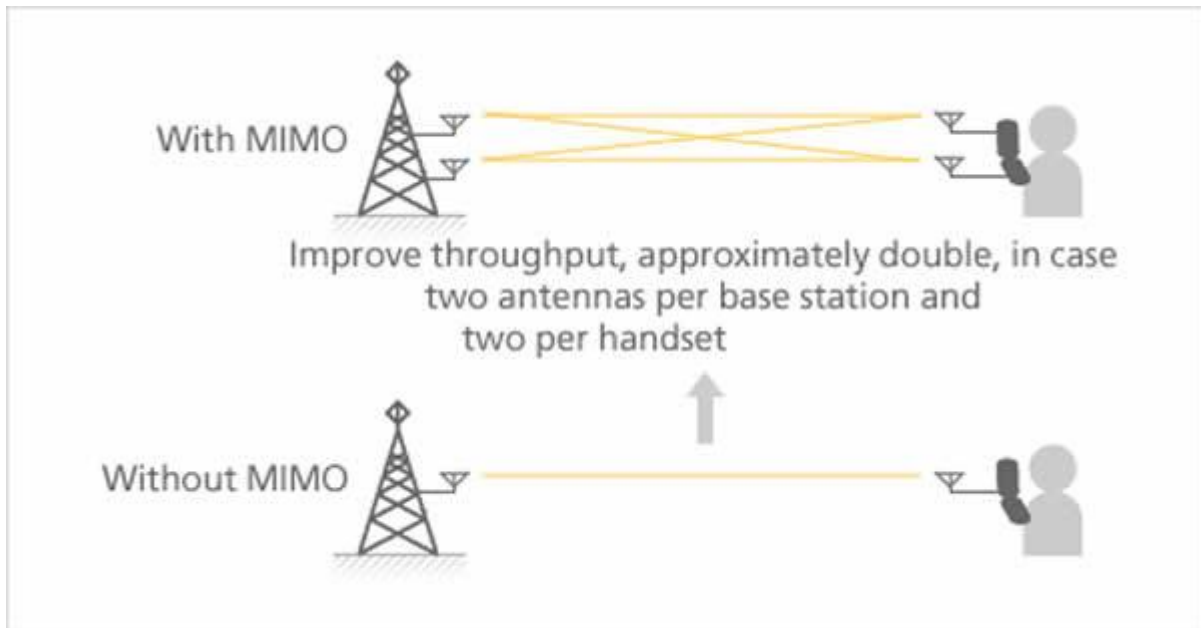 With MIMO
Improve throughput, approximately double, in case
two antennas per base station and
two per handset
Without MIMO